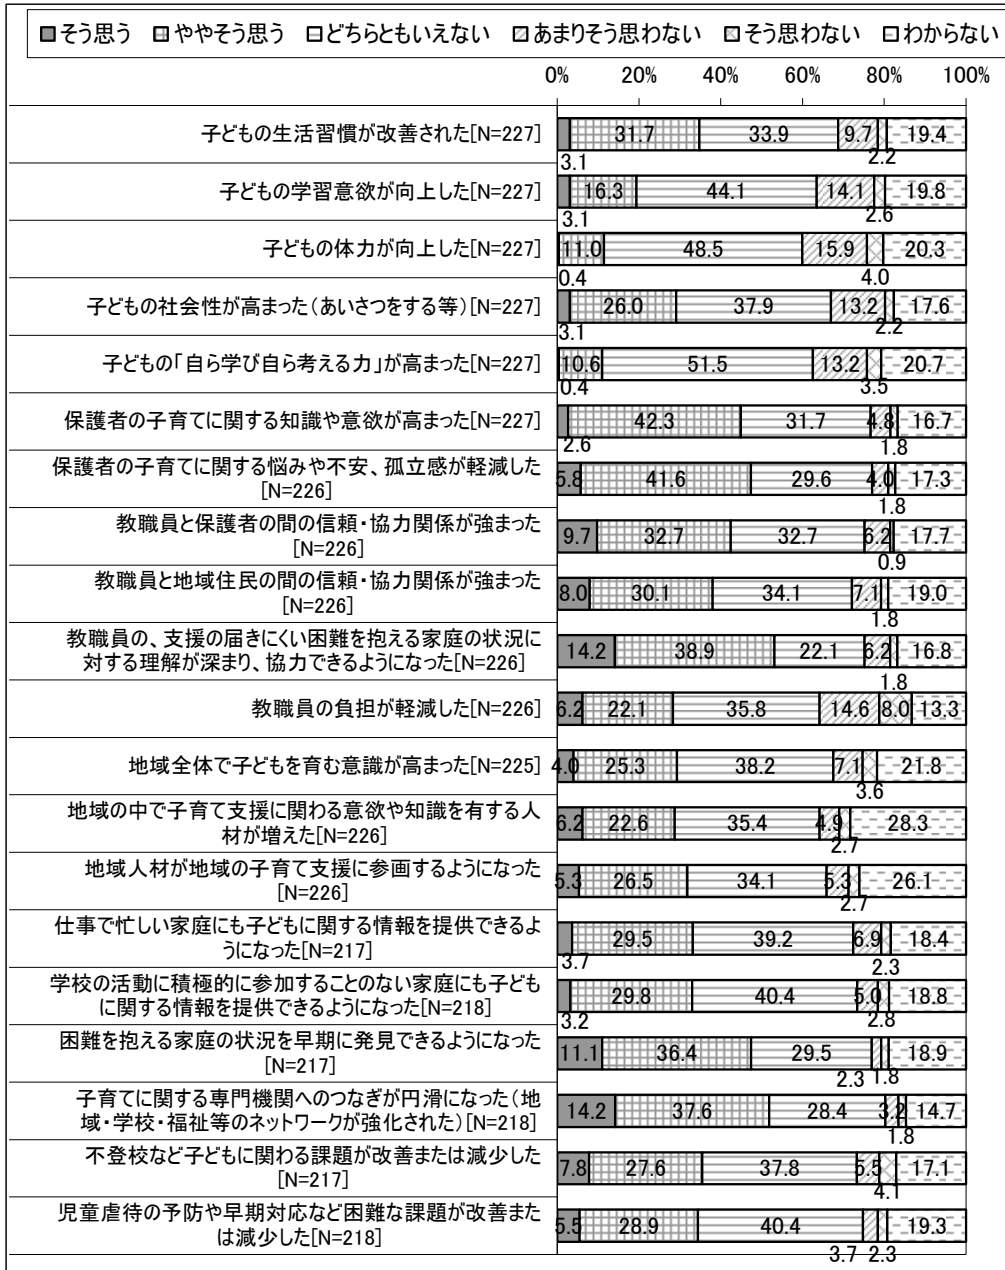 そう思う ややそう思う どちらともいえない あまりそう思わない そう思わない わからない
0% 20% 40% 60% 80% 100%
子どもの生活習慣が改善された[N=227] 31.7 33.9 9.7 19.4
3.1 2.2
子どもの学習意欲が向上した[N=227] 16.3 44.1 14.1 19.8
3.1 2.6
子どもの体力が向上した[N=227] 11.0 48.5 15.9 20.3
0.4 4.0
子どもの社会性が高まった(あいさつをする等)[N=227] 26.0 37.9 13.2 17.6
3.1 2.2
子どもの「自ら学び自ら考える力」が高まった[N=227] 10.6 51.5 13.2 20.7
0.4 3.5
保護者の子育てに関する知識や意欲が高まった[N=227] 42.3 31.7 4.8 16.7
2.6 1.8
保護者の子育てに関する悩みや不安、孤立感が軽減した
[N=226] 5.8 41.6 29.6 4.0 17.3
1.8
教職員と保護者の間の信頼・協力関係が強まった
[N=226] 9.7 32.7 32.7 6.2 17.7
0.9
教職員と地域住民の間の信頼・協力関係が強まった
[N=226] 8.0 30.1 34.1 7.1 19.0
1.8
教職員の、支援の届きにくい困難を抱える家庭の状況に
対する理解が深まり、協力できるようになった[N=226] 14.2 38.9 22.1 6.2 16.8
1.8
教職員の負担が軽減した[N=226] 6.2 22.1 35.8 14.6 8.0 13.3
地域全体で子どもを育む意識が高まった[N=225] 4.0 25.3 38.2 7.1 21.8
3.6
地域の中で子育て支援に関わる意欲や知識を有する人
材が増えた[N=226] 6.2 22.6 35.4 4.9 28.3
2.7
地域人材が地域の子育て支援に参画するようになった
[N=226] 5.3 26.5 34.1 5.3 26.1
2.7
仕事で忙しい家庭にも子どもに関する情報を提供できるよ
うになった[N=217] 29.5 39.2 6.9 18.4
3.7 2.3
学校の活動に積極的に参加することのない家庭にも子ども
に関する情報を提供できるようになった[N=218] 29.8 40.4 5.0 18.8
3.2 2.8
困難を抱える家庭の状況を早期に発見できるようになった
[N=217] 11.1 36.4 29.5 18.9
2.3 1.8
子育てに関する専門機関へのつなぎが円滑になった(地
域・学校・福祉等のネットワークが強化された)[N=218] 14.2 37.6 28.4 3.2 14.7
1.8
不登校など子どもに関わる課題が改善または減少した
[N=217] 7.8 27.6 37.8 5.5 17.1
4.1
児童虐待の予防や早期対応など困難な課題が改善また
は減少した[N=218] 5.5 28.9 40.4 19.3
3.7 2.3